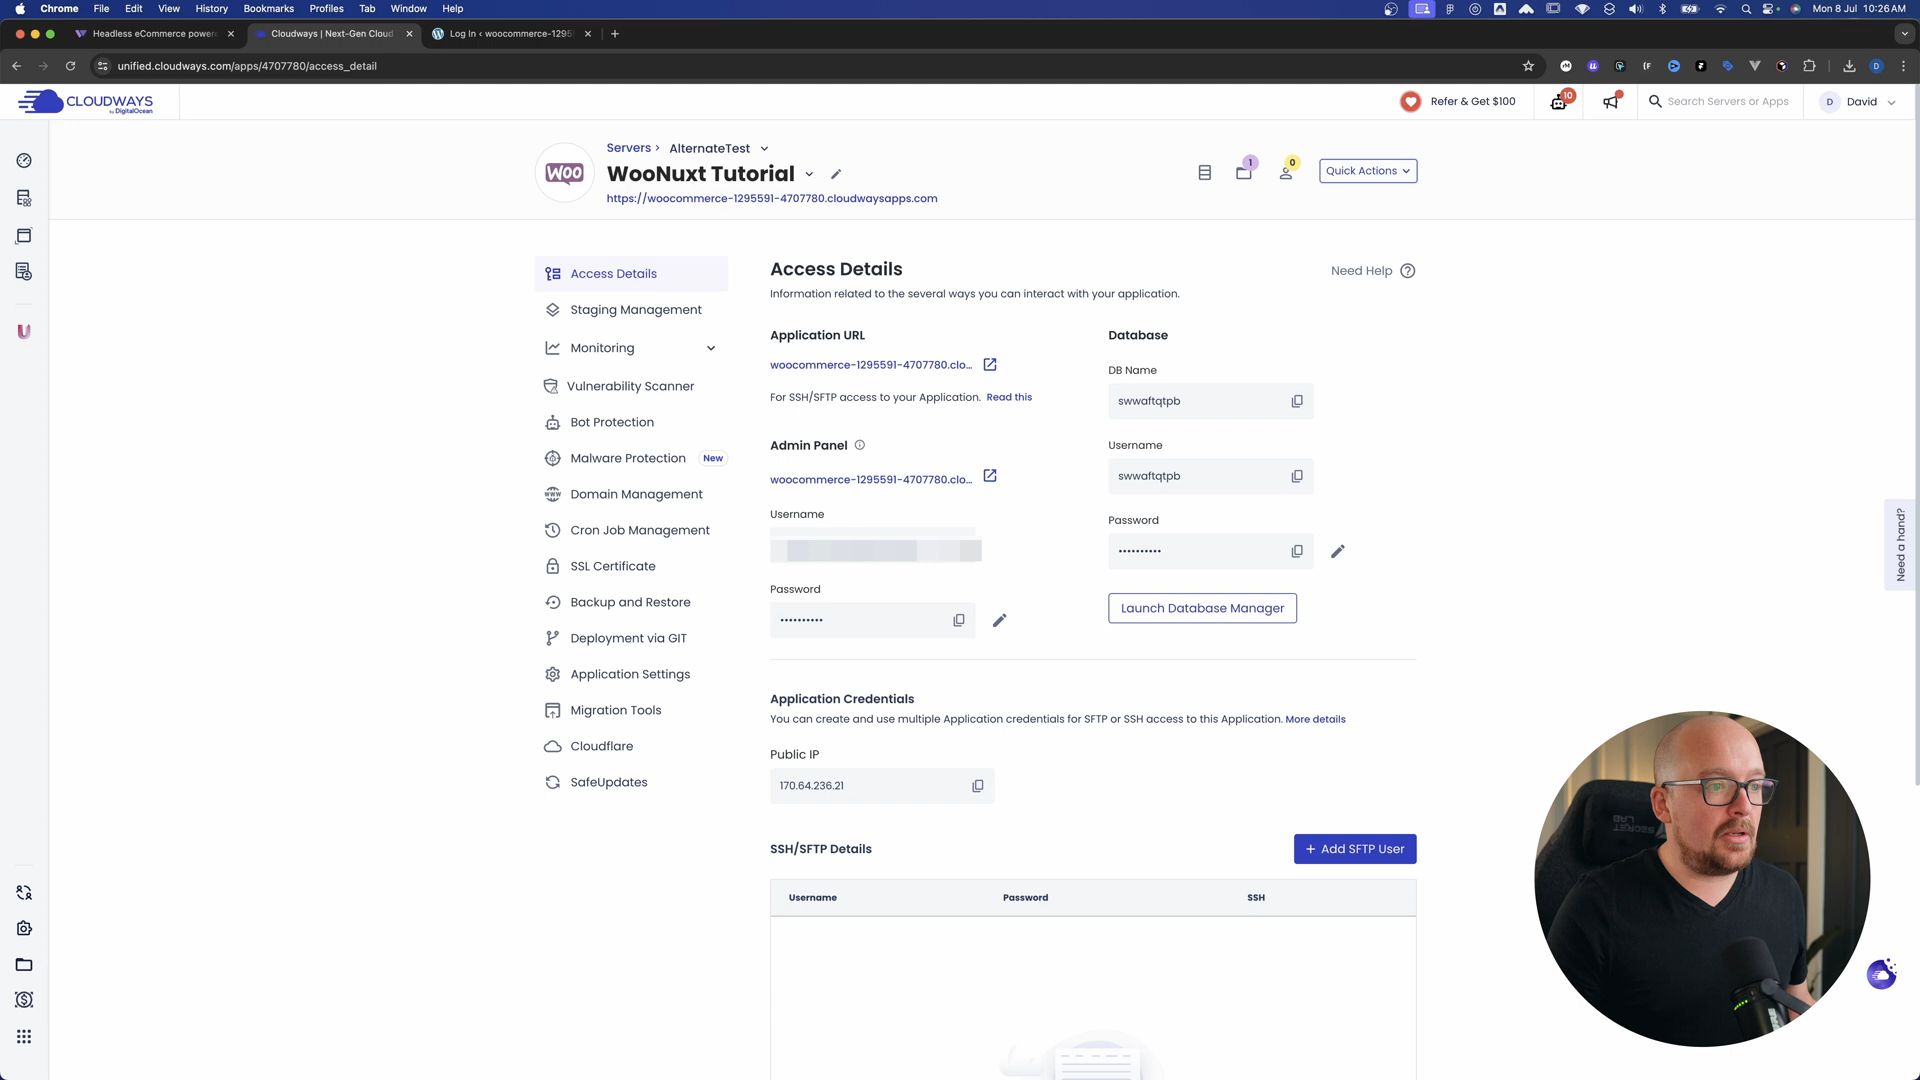 Chrome File Edit View History Bookmarks Profiles Tab Window Help Mon 8 Jul 10:26 AM
Headless eCommerce power
Cloudways | Next-Gen Cloud
Log In ‹ woocommerce-1295
unified.cloudways.com/apps/4707780/access_detail
CLOUDWAYS
by DigitalOcean
Refer & Get $100
10
Search Servers or Apps
D
David
Servers › AlternateTest
WOO
WooNuxt Tutorial
https://woocommerce-1295591-4707780.cloudwaysapps.com
1
0
Quick Actions
Access Details
Staging Management
Monitoring
Vulnerability Scanner
Bot Protection
Malware Protection New
Domain Management
Cron Job Management
SSL Certificate
Backup and Restore
Deployment via GIT
Application Settings
Migration Tools
Cloudflare
SafeUpdates
Access Details
Need Help
Information related to the several ways you can interact with your application.
Application URL
woocommerce-1295591-4707780.clo...
For SSH/SFTP access to your Application. Read this
Admin Panel
woocommerce-1295591-4707780.clo...
Username
Password
••••••••••
Database
DB Name
swwaftqtpb
Username
swwaftqtpb
Password
••••••••••
Launch Database Manager
Application Credentials
You can create and use multiple Application credentials for SFTP or SSH access to this Application. More details
Public IP
170.64.236.21
SSH/SFTP Details
+ Add SFTP User
Username Password SSH
Need a hand?
SECRET
LAB